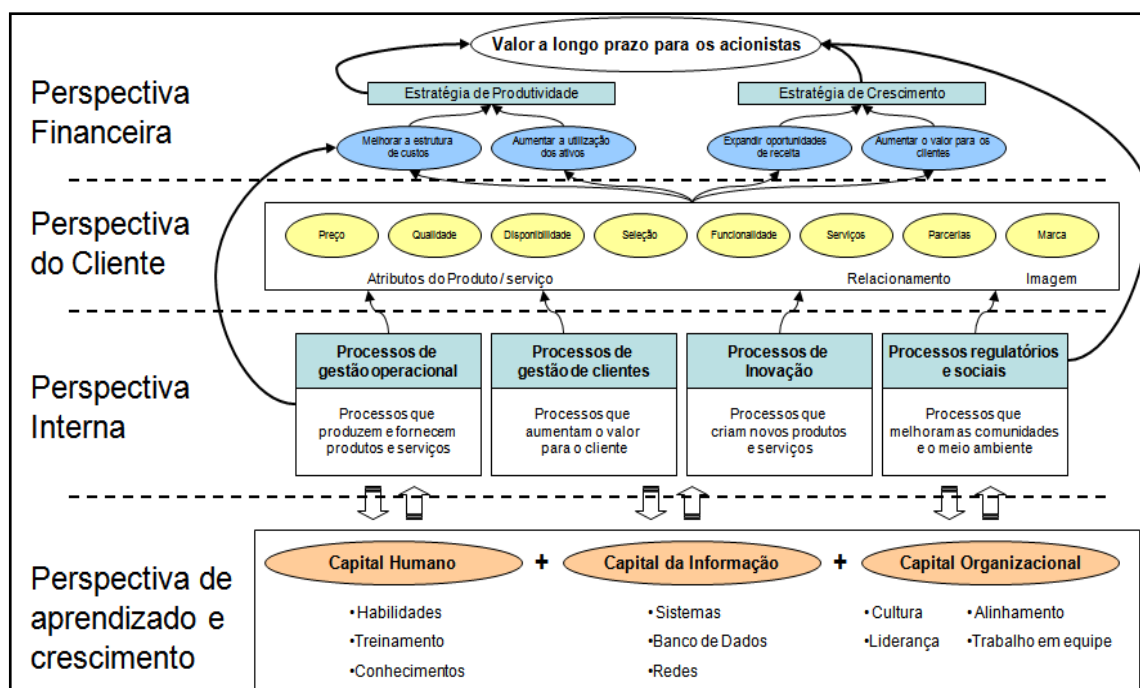 Valor a longo prazo para os acionistas
Perspectiva
Financeira
Estratégia de Produtividade
Estratégia de Crescimento
Melhorar a estrutura
de custos
Aumentar a utilização
dos ativos
Expandir oportunidades
de receita
Aumentar o valor para os
clientes
Perspectiva
do Cliente
Preço
Qualidade
Disponibilidade
Seleção
Funcionalidade
Serviços
Parcerias
Marca
Atributos do Produto / serviço
Relacionamento
Imagem
Perspectiva
Interna
Processos de
gestão operacional
Processos que
produzem e fornecem
produtos e serviços
Processos de
gestão de clientes
Processos que
aumentam o valor
para o cliente
Processos de
Inovação
Processos que
criam novos produtos
e serviços
Processos regulatórios
e sociais
Processos que
melhoram as comunidades
e o meio ambiente
Perspectiva de
aprendizado e
crescimento
Capital Humano
+
Capital da Informação
+
Capital Organizacional
•Habilidades
•Treinamento
•Conhecimentos
•Sistemas
•Banco de Dados
•Redes
•Cultura
•Liderança
•Alinhamento
•Trabalho em equipe